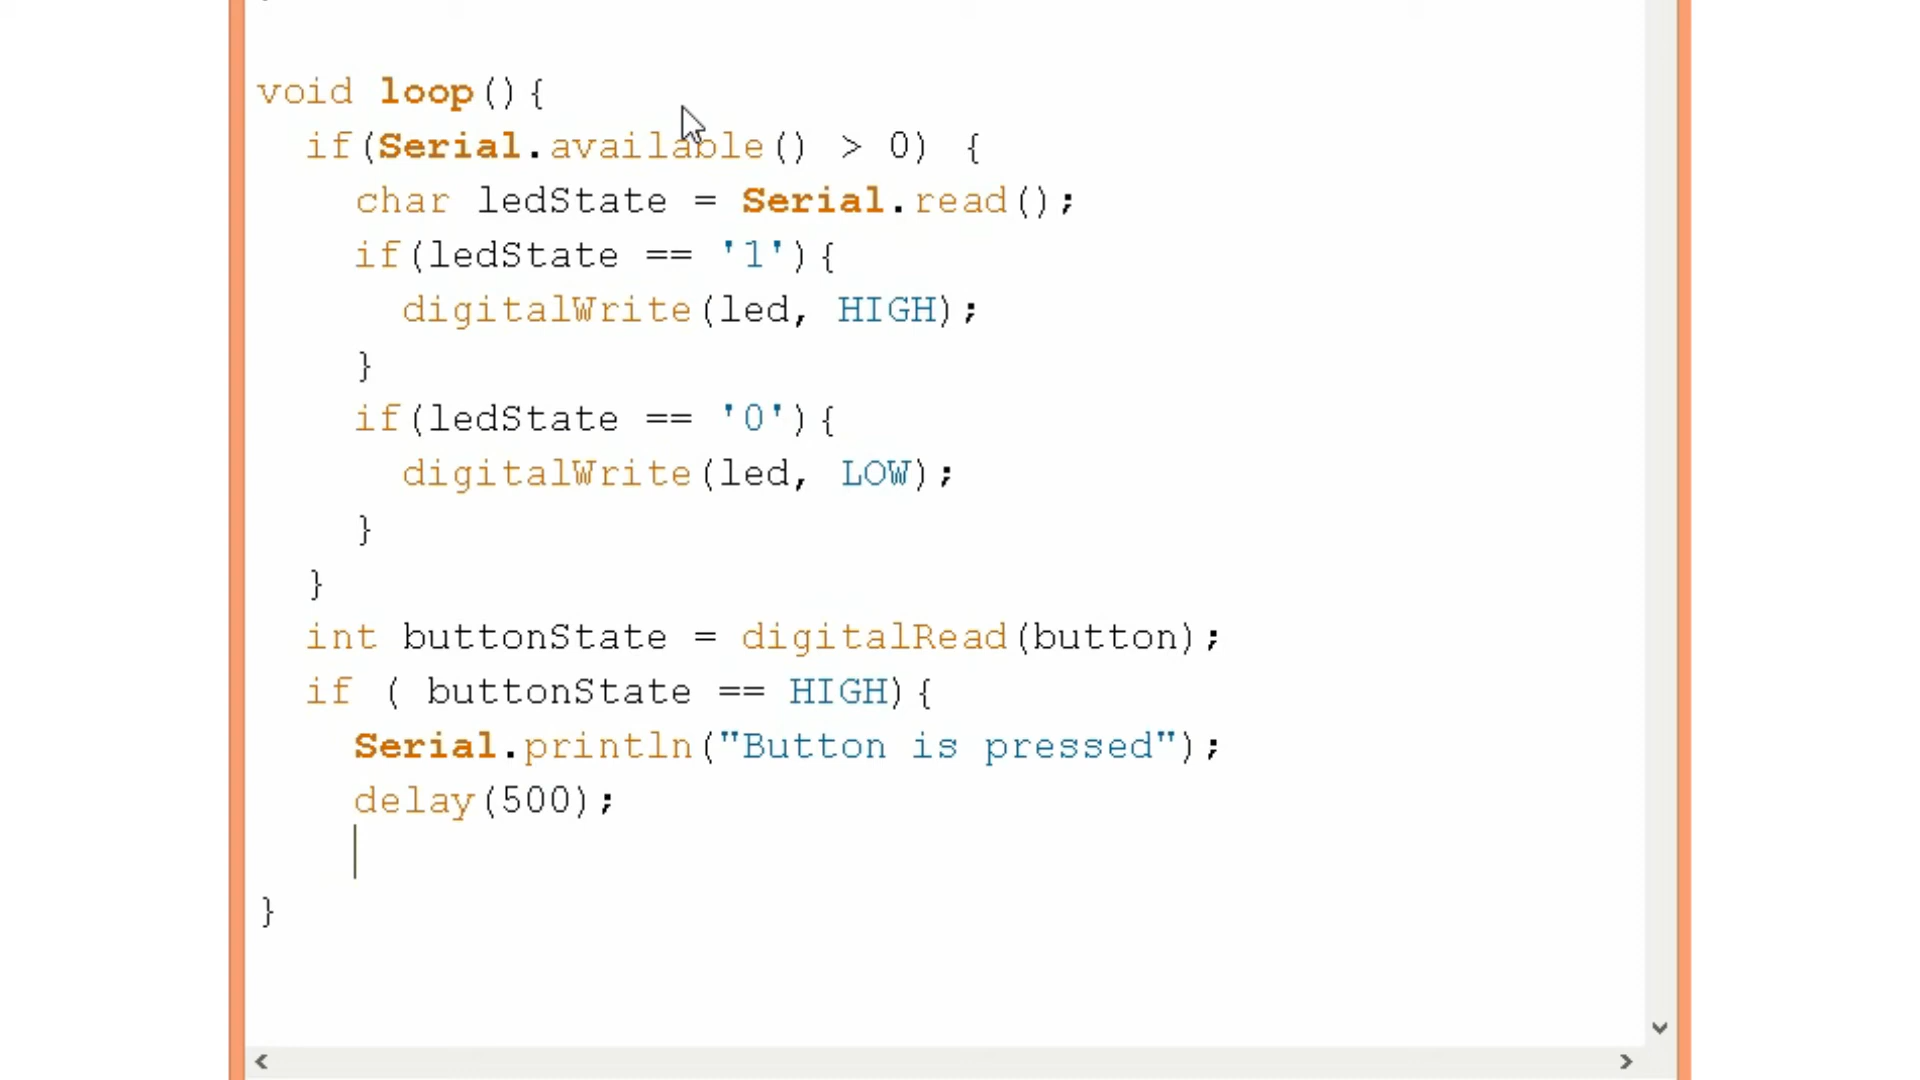 void loop(){
if(Serial.available() > 0) {
char ledState = Serial.read();
if(ledState == '1'){
digitalWrite(led, HIGH);
}
if(ledState == '0'){
digitalWrite(led, LOW);
}
}
int buttonState = digitalRead(button);
if ( buttonState == HIGH){
Serial.println("Button is pressed");
delay(500);
}